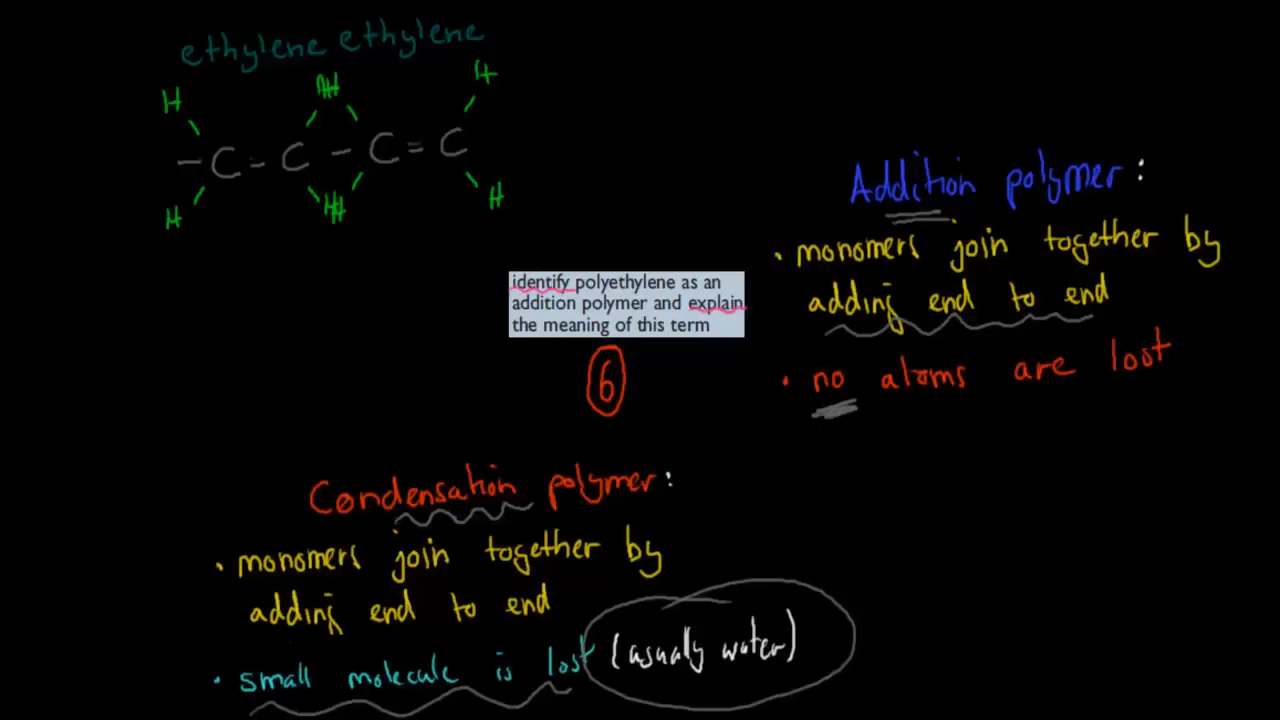 ethylene ethylene
H H H H
- C - C - C = C
H H H H
identify polyethylene as an
addition polymer and explain
the meaning of this term
6
Addition polymer:
• monomers join together by
adding end to end
• no atoms are lost
Condensation polymer:
• monomers join together by
adding end to end
• small molecule is lost (usually water)